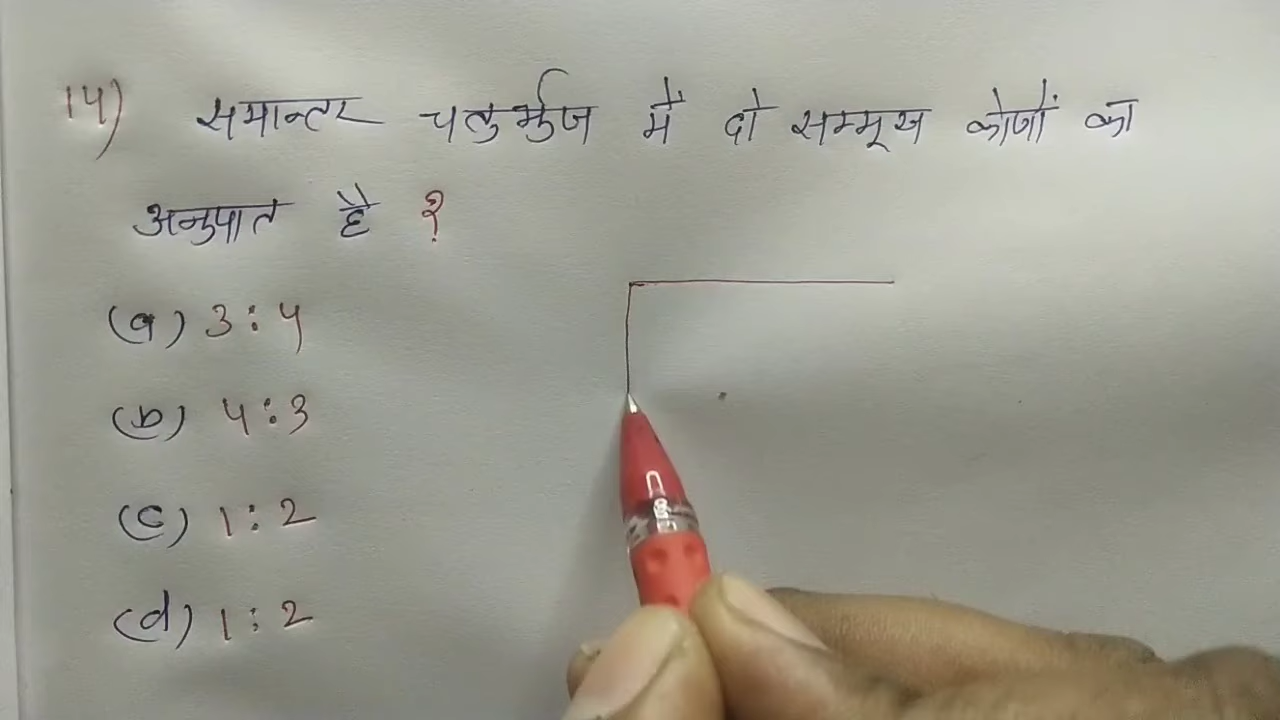 14) समान्तर चतुर्भुज में दो सम्मूख कोणों का
अनुपात है ?
(a) 3:4
(b) 4:3
(c) 1:2
(d) 1:2